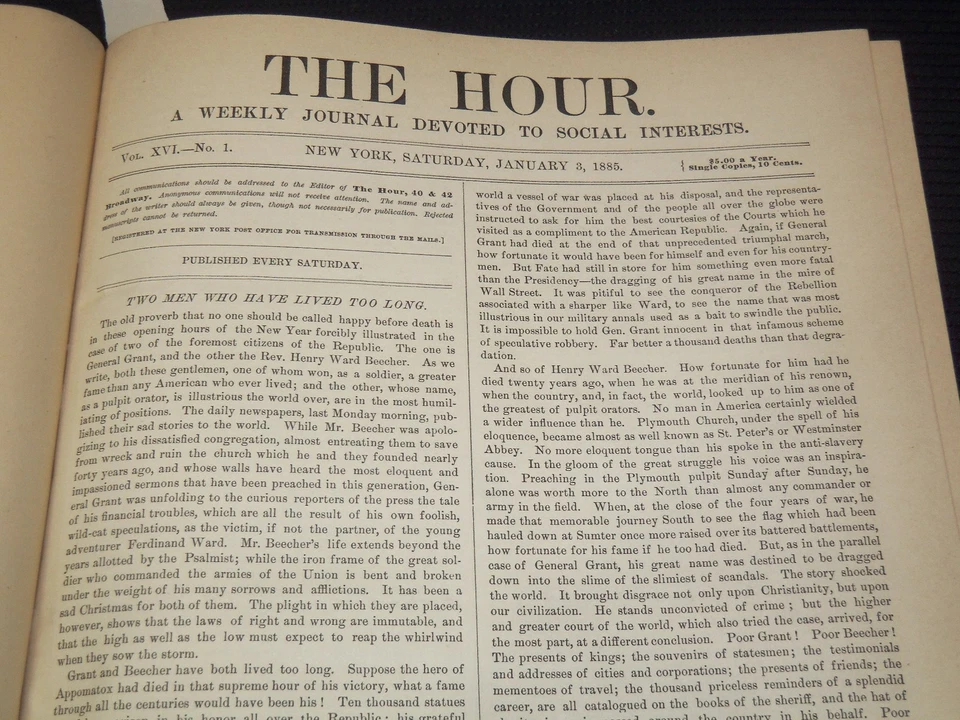 THE HOUR.
A WEEKLY JOURNAL DEVOTED TO SOCIAL INTERESTS.
VOL. XVI.—No. 1.
NEW YORK, SATURDAY, JANUARY 3, 1885.
$5.00 a Year.
Single Copies, 10 Cents.
All communications should be addressed to the Editor of The Hour, 40 & 42
Broadway. Anonymous communications will not receive attention. The name and ad-
dress of the writer should always be given, though not necessarily for publication. Rejected
manuscripts cannot be returned.
[REGISTERED AT THE NEW YORK POST OFFICE FOR TRANSMISSION THROUGH THE MAILS.]
PUBLISHED EVERY SATURDAY.
TWO MEN WHO HAVE LIVED TOO LONG.
The old proverb that no one should be called happy before death is
in these opening hours of the New Year forcibly illustrated in the
case of two of the foremost citizens of the Republic. The one is
General Grant, and the other the Rev. Henry Ward Beecher. As we
write, both these gentlemen, one of whom won, as a soldier, a greater
fame than any American who ever lived; and the other, whose name,
as a pulpit orator, is illustrious the world over, are in the most humil-
iating of positions. The daily newspapers, last Monday morning, pub-
lished their sad stories to the world. While Mr. Beecher was apolo-
gizing to his dissatisfied congregation, almost entreating them to save
from wreck and ruin the church which he and they founded nearly
forty years ago, and whose walls have heard the most eloquent and
impassioned sermons that have been preached in this generation, Gen-
eral Grant was unfolding to the curious reporters of the press the tale
of his financial troubles, which are all the result of his own foolish,
wild-cat speculations, as the victim, if not the partner, of the young
adventurer Ferdinand Ward. Mr. Beecher's life extends beyond the
years allotted by the Psalmist; while the iron frame of the great sol-
dier who commanded the armies of the Union is bent and broken
under the weight of his many sorrows and afflictions. It has been a
sad Christmas for both of them. The plight in which they are placed,
however, shows that the laws of right and wrong are immutable, and
that the high as well as the low must expect to reap the whirlwind
when they sow the storm.
Grant and Beecher have both lived too long. Suppose the hero of
Appomatox had died in that supreme hour of his victory, what a fame
through all the centuries would have been his! Ten thousand statues
in his honor all over the Republic; his grateful
world a vessel of war was placed at his disposal, and the representa-
tives of the Government and of the people all over the globe were
instructed to ask for him the best courtesies of the Courts which he
visited as a compliment to the American Republic. Again, if General
Grant had died at the end of that unprecedented triumphal march,
how fortunate it would have been for himself and even for his country-
men. But Fate had still in store for him something even more fatal
than the Presidency—the dragging of his great name in the mire of
Wall Street. It was pitiful to see the conqueror of the Rebellion
associated with a sharper like Ward, to see the name that was most
illustrious in our military annals used as a bait to swindle the public.
It is impossible to hold Gen. Grant innocent in that infamous scheme
of speculative robbery. Far better a thousand deaths than that degra-
dation.
And so of Henry Ward Beecher. How fortunate for him had he
died twenty years ago, when he was at the meridian of his renown,
when the country, and, in fact, the world, looked up to him as one of
the greatest of pulpit orators. No man in America certainly wielded
a wider influence than he. Plymouth Church, under the spell of his
eloquence, became almost as well known as St. Peter's or Westminster
Abbey. No more eloquent tongue than his spoke in the anti-slavery
cause. In the gloom of the great struggle his voice was an inspira-
tion. Preaching in the Plymouth pulpit Sunday after Sunday, he
alone was worth more to the North than almost any commander or
army in the field. When, at the close of the four years of war, he
made that memorable journey South to see the flag which had been
hauled down at Sumter once more raised over its battered battlements,
how fortunate for his fame if he too had died. But, as in the parallel
case of General Grant, his great name was destined to be dragged
down into the slime of the slimiest of scandals. The story shocked
the world. It brought disgrace not only upon Christianity, but upon
our civilization. He stands unconvicted of crime; but the higher
and greater court of the world, which also tried the case, arrived, for
the most part, at a different conclusion. Poor Grant! Poor Beecher!
The presents of kings; the souvenirs of statesmen; the testimonials
and addresses of cities and corporations; the presents of friends; the
mementoes of travel; the thousand priceless reminders of a splendid
career, are all catalogued on the books of the sheriff, and the hat of
around the country in his behalf. Poor